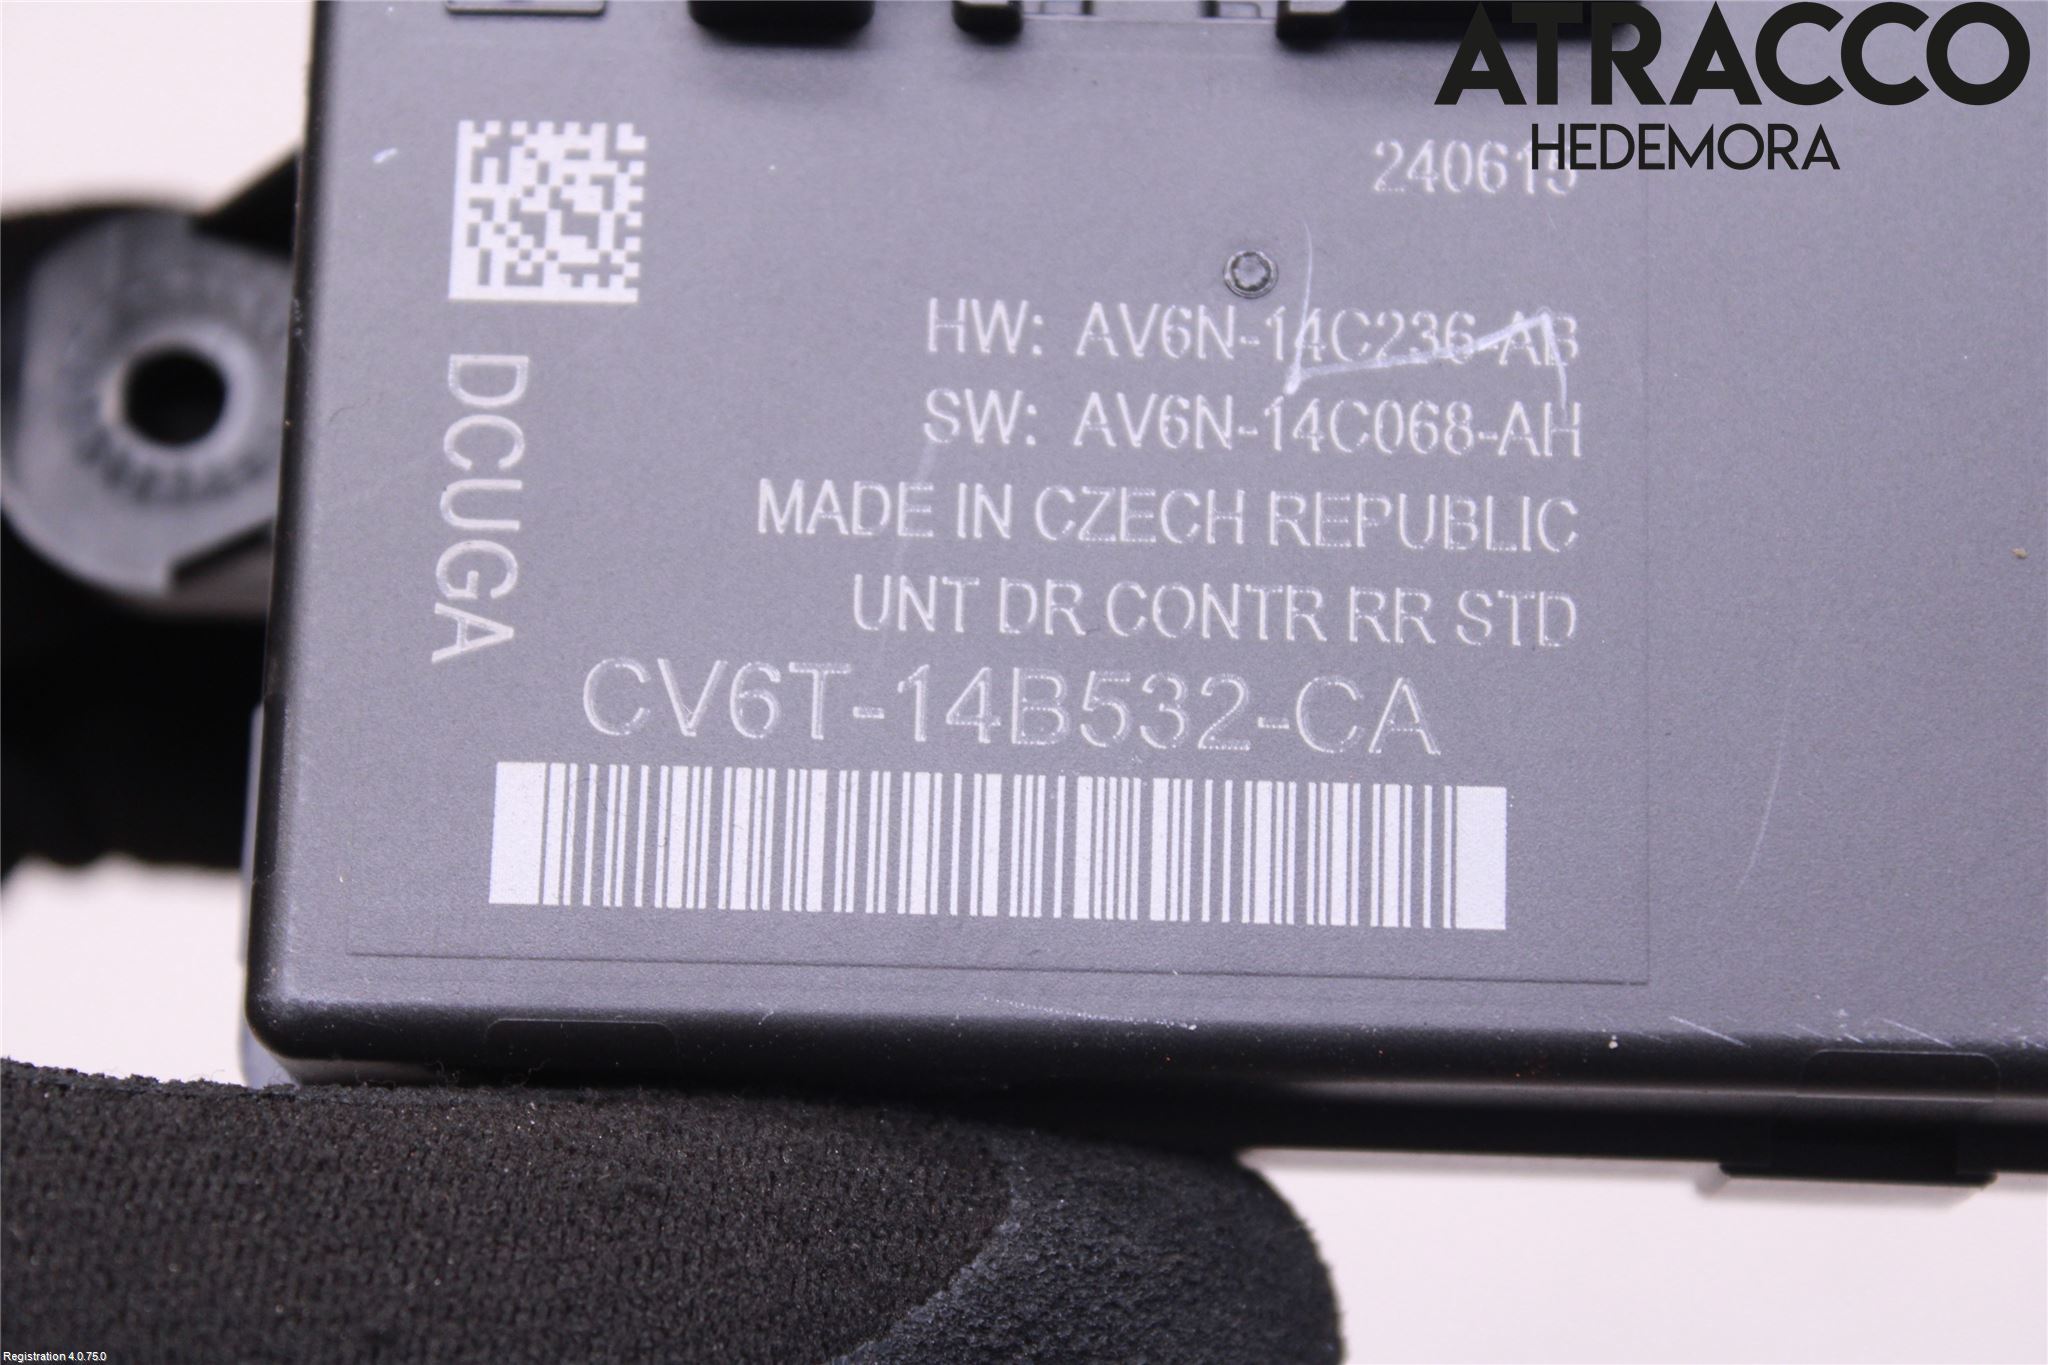 ATRACCO
HEDEMORA
240615
HW: AV6N-14C236-AB
SW: AV6N-14C068-AH
MADE IN CZECH REPUBLIC
UNT DR CONTR RR STD
CV6T-14B532-CA
DCUGA
Registration 4.0.75.0